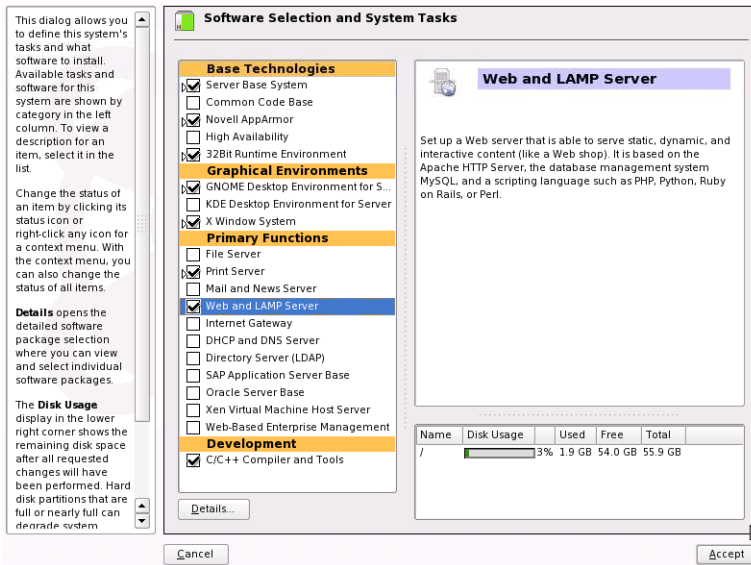 This dialog allows you
to define this system's
tasks and what
software to install.
Available tasks and
software for this
system are shown by
category in the left
column. To view a
description for an
item, select it in the
list.
Change the status of
an item by clicking its
status icon or
right-click any icon for
a context menu. With
the context menu, you
can also change the
status of all items.
Details opens the
detailed software
package selection
where you can view
and select individual
software packages.
The Disk Usage
display in the lower
right corner shows the
remaining disk space
after all requested
changes will have
been performed. Hard
disk partitions that are
full or nearly full can
degrade system
Software Selection and System Tasks
Base Technologies
Server Base System
Common Code Base
Novell AppArmor
High Availability
32Bit Runtime Environment
Graphical Environments
GNOME Desktop Environment for S...
KDE Desktop Environment for Server
X Window System
Primary Functions
File Server
Print Server
Mail and News Server
Web and LAMP Server
Internet Gateway
DHCP and DNS Server
Directory Server (LDAP)
SAP Application Server Base
Oracle Server Base
Xen Virtual Machine Host Server
Web-Based Enterprise Management
Development
C/C++ Compiler and Tools
Details...
Web and LAMP Server
Set up a Web server that is able to serve static, dynamic, and
interactive content (like a Web shop). It is based on the
Apache HTTP Server, the database management system
MySQL, and a scripting language such as PHP, Python, Ruby
on Rails, or Perl.
Name Disk Usage Used Free Total
/ 3% 1.9 GB 54.0 GB 55.9 GB
Cancel
Accept